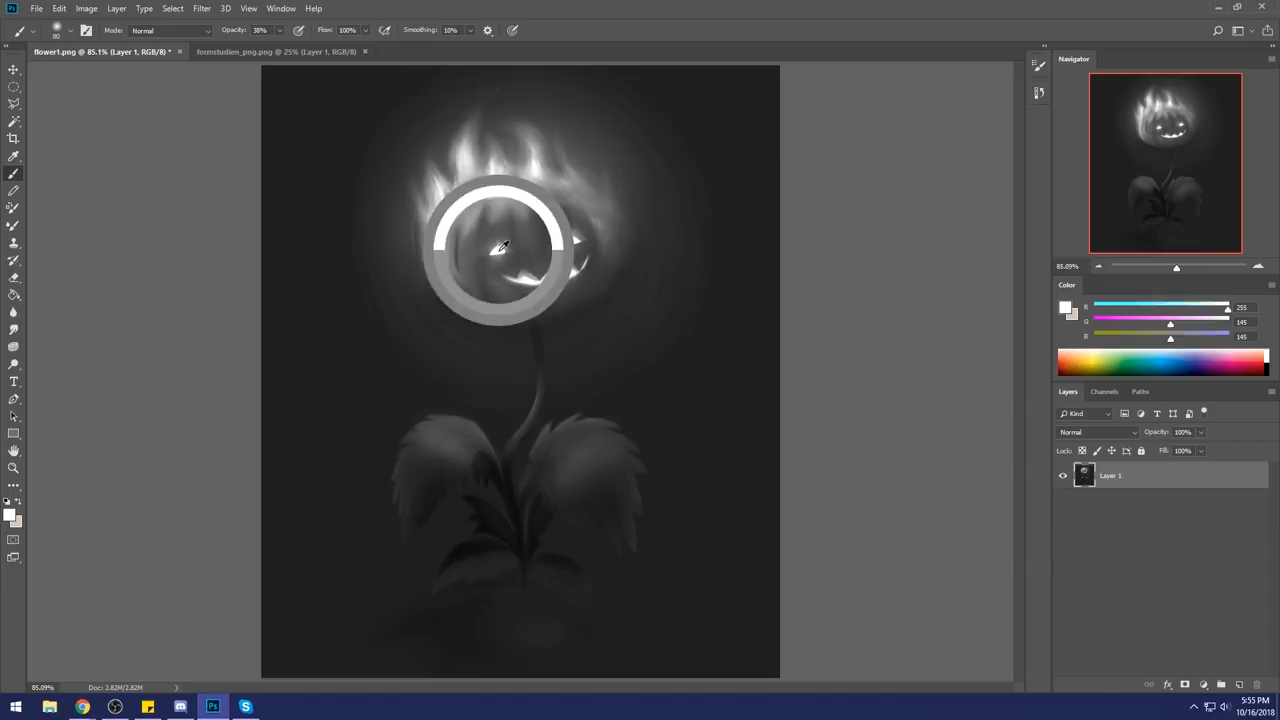 Ps File Edit Image Layer Type Select Filter 3D View Window Help
80 Mode: Normal Opacity: 38% Flow: 100% Smoothing: 10%
flower1.png @ 85.1% (Layer 1, RGB/8) * × formstudien_png.png @ 25% (Layer 1, RGB/8) ×
Navigator
85.09%
Color
R 255
G 145
B 145
Layers Channels Paths
Kind
Normal Opacity: 100%
Lock: Fill: 100%
Layer 1
T
85.09% Doc: 2.82M/2.82M
Ps
5:55 PM
10/16/2018